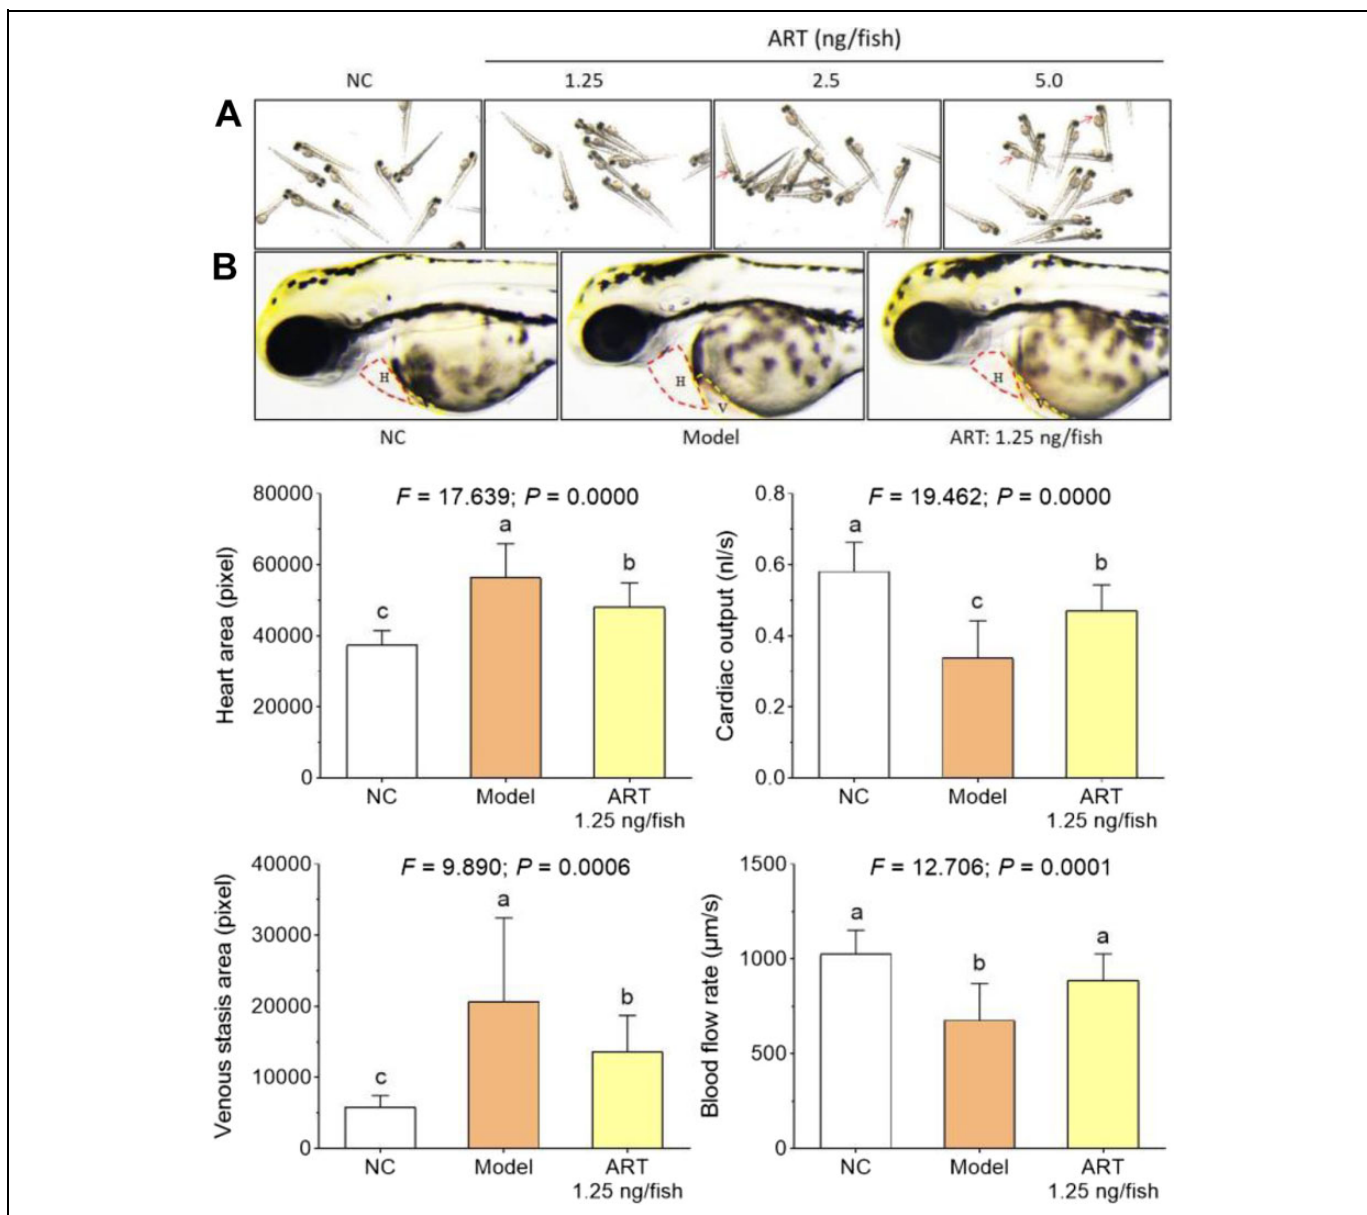 ART (ng/fish)
NC 1.25 2.5 5.0
A
B
H
H
V
H
V
NC Model ART: 1.25 ng/fish
F = 17.639; P = 0.0000
80000
60000
40000
20000
0
Heart area (pixel)
c
a
b
NC Model ART
1.25 ng/fish
F = 19.462; P = 0.0000
0.8
0.6
0.4
0.2
0.0
Cardiac output (nl/s)
a
c
b
NC Model ART
1.25 ng/fish
F = 9.890; P = 0.0006
40000
30000
20000
10000
0
Venous stasis area (pixel)
c
a
b
NC Model ART
1.25 ng/fish
F = 12.706; P = 0.0001
1500
1000
500
0
Blood flow rate (μm/s)
a
b
a
NC Model ART
1.25 ng/fish